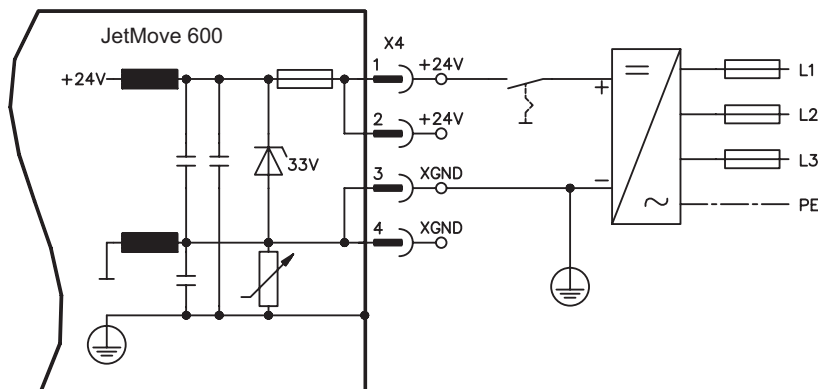 JetMove 600
X4
+24V
1
+24V
2
+24V
33V
3
XGND
4
XGND
+
−
=
~
L1
L2
L3
PE